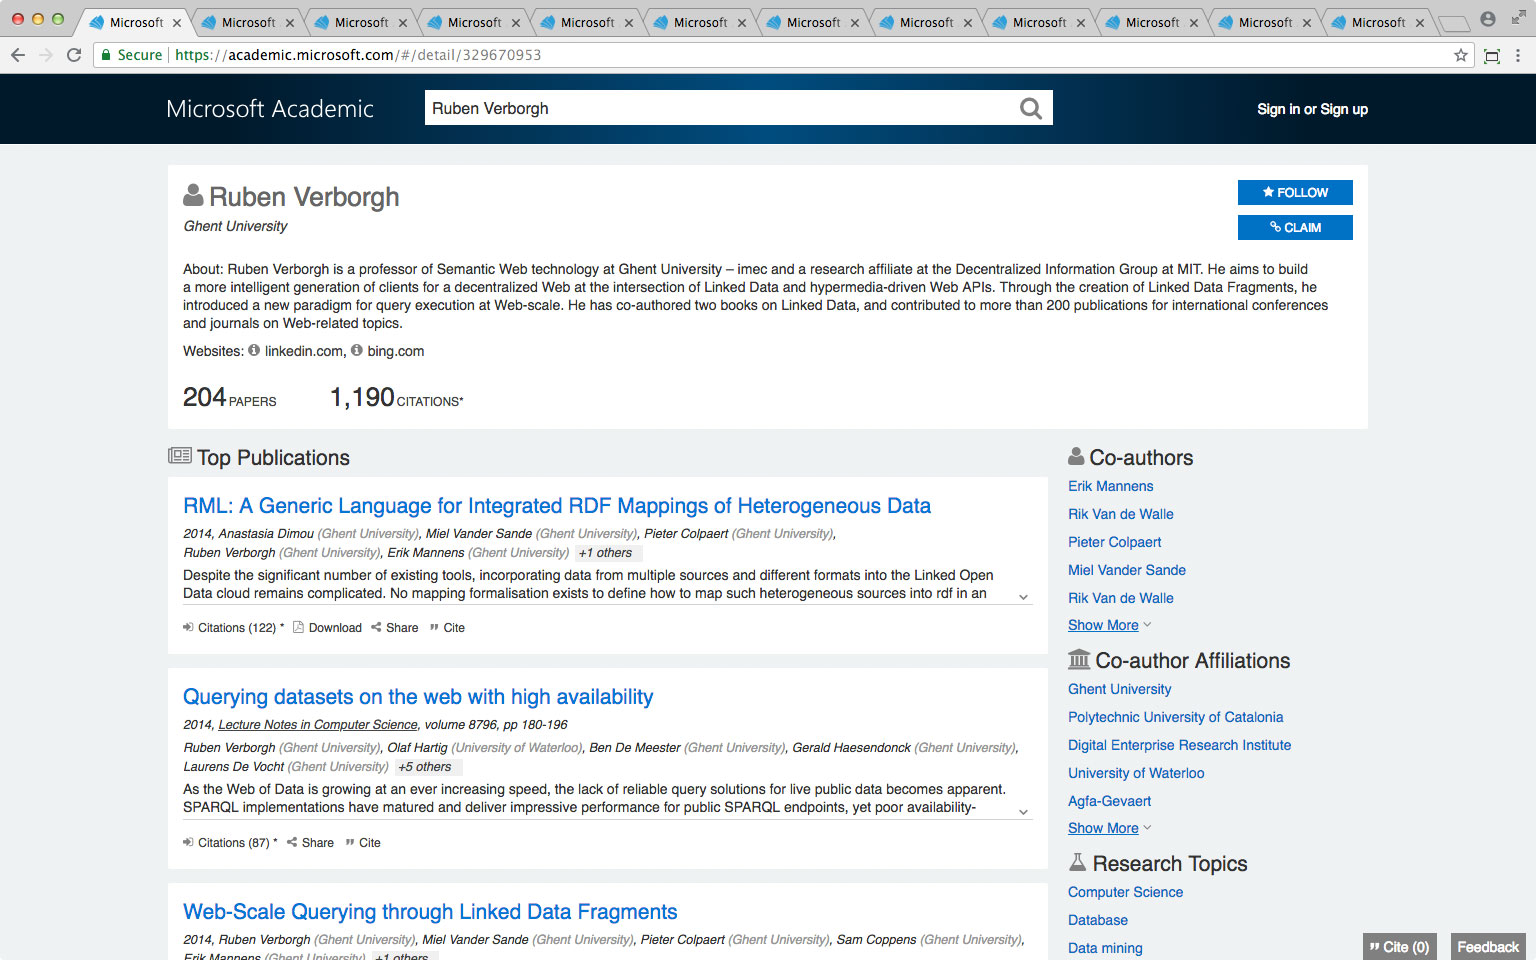 Microsoft Microsoft Microsoft Microsoft Microsoft Microsoft Microsoft Microsoft Microsoft Microsoft Microsoft Microsoft
Secure https://academic.microsoft.com/#/detail/329670953
Microsoft Academic
Ruben Verborgh
Sign in or Sign up
Ruben Verborgh
Ghent University
FOLLOW
CLAIM
About: Ruben Verborgh is a professor of Semantic Web technology at Ghent University – imec and a research affiliate at the Decentralized Information Group at MIT. He aims to build
a more intelligent generation of clients for a decentralized Web at the intersection of Linked Data and hypermedia-driven Web APIs. Through the creation of Linked Data Fragments, he
introduced a new paradigm for query execution at Web-scale. He has co-authored two books on Linked Data, and contributed to more than 200 publications for international conferences
and journals on Web-related topics.
Websites: linkedin.com, bing.com
204 PAPERS 1,190 CITATIONS*
Top Publications
RML: A Generic Language for Integrated RDF Mappings of Heterogeneous Data
2014, Anastasia Dimou (Ghent University), Miel Vander Sande (Ghent University), Pieter Colpaert (Ghent University),
Ruben Verborgh (Ghent University), Erik Mannens (Ghent University) +1 others
Despite the significant number of existing tools, incorporating data from multiple sources and different formats into the Linked Open
Data cloud remains complicated. No mapping formalisation exists to define how to map such heterogeneous sources into rdf in an
Citations (122) * Download Share Cite
Querying datasets on the web with high availability
2014, Lecture Notes in Computer Science, volume 8796, pp 180-196
Ruben Verborgh (Ghent University), Olaf Hartig (University of Waterloo), Ben De Meester (Ghent University), Gerald Haesendonck (Ghent University),
Laurens De Vocht (Ghent University) +5 others
As the Web of Data is growing at an ever increasing speed, the lack of reliable query solutions for live public data becomes apparent.
SPARQL implementations have matured and deliver impressive performance for public SPARQL endpoints, yet poor availability-
Citations (87) * Share Cite
Web-Scale Querying through Linked Data Fragments
2014, Ruben Verborgh (Ghent University), Miel Vander Sande (Ghent University), Pieter Colpaert (Ghent University), Sam Coppens (Ghent University),
Erik Mannens (Ghent University) +1 others
Co-authors
Erik Mannens
Rik Van de Walle
Pieter Colpaert
Miel Vander Sande
Rik Van de Walle
Show More
Co-author Affiliations
Ghent University
Polytechnic University of Catalonia
Digital Enterprise Research Institute
University of Waterloo
Agfa-Gevaert
Show More
Research Topics
Computer Science
Database
Data mining
Cite (0)
Feedback